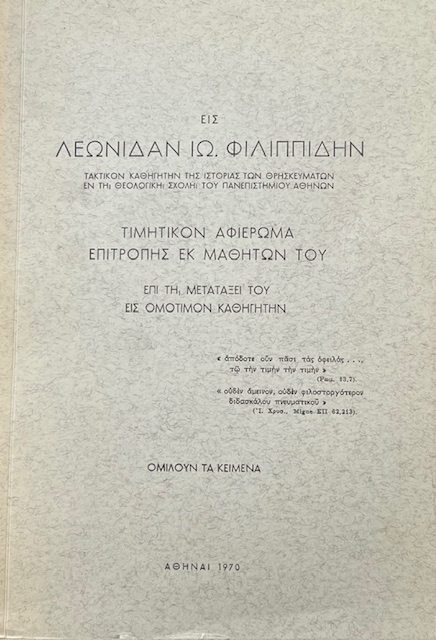 ΕΙΣ
ΛΕΩΝΙΔΑΝ ΙΩ. ΦΙΛΙΠΠΙΔΗΝ
ΤΑΚΤΙΚΟΝ ΚΑΘΗΓΗΤΗΝ ΤΗΣ ΙΣΤΟΡΙΑΣ ΤΩΝ ΘΡΗΣΚΕΥΜΑΤΩΝ
ΕΝ ΤΗι ΘΕΟΛΟΓΙΚΗι ΣΧΟΛΗι ΤΟΥ ΠΑΝΕΠΙΣΤΗΜΙΟΥ ΑΘΗΝΩΝ
ΤΙΜΗΤΙΚΟΝ ΑΦΙΕΡΩΜΑ
ΕΠΙΤΡΟΠΗΣ ΕΚ ΜΑΘΗΤΩΝ ΤΟΥ
ΕΠΙ ΤΗι ΜΕΤΑΤΑΞΕΙ ΤΟΥ
ΕΙΣ ΟΜΟΤΙΜΟΝ ΚΑΘΗΓΗΤΗΝ
« ἀπόδοτε οὖν πᾶσι τὰς ὀφειλὰς . . .,
τῷ τὴν τιμὴν τὴν τιμὴν »
(Ρωμ. 13,7).
« οὐδὲν ἄμεινον, οὐδὲν φιλοστοργότερον
διδασκάλου πνευματικοῦ »
(Ἰ. Χρυσ., Migne ΕΠ 62,213).
ΟΜΙΛΟΥΝ ΤΑ ΚΕΙΜΕΝΑ
ΑΘΗΝΑΙ 1970